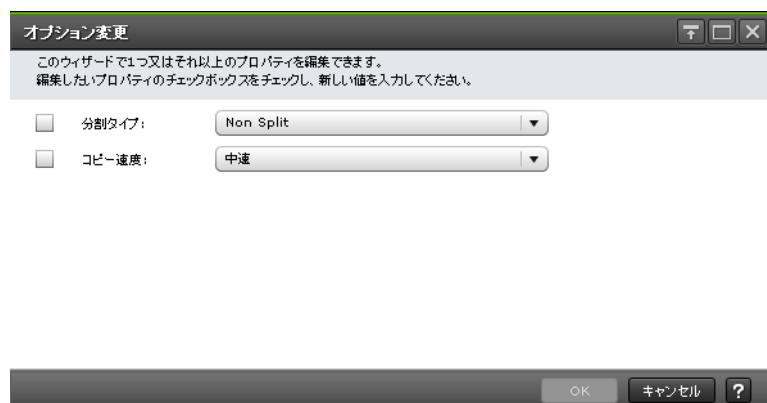 オプション変更
このウィザードで1つ又はそれ以上のプロパティを編集できます。
編集したいプロパティのチェックボックスをチェックし、新しい値を入力してください。
分割タイプ: Non Split
コピー速度: 中速
OK キャンセル ?